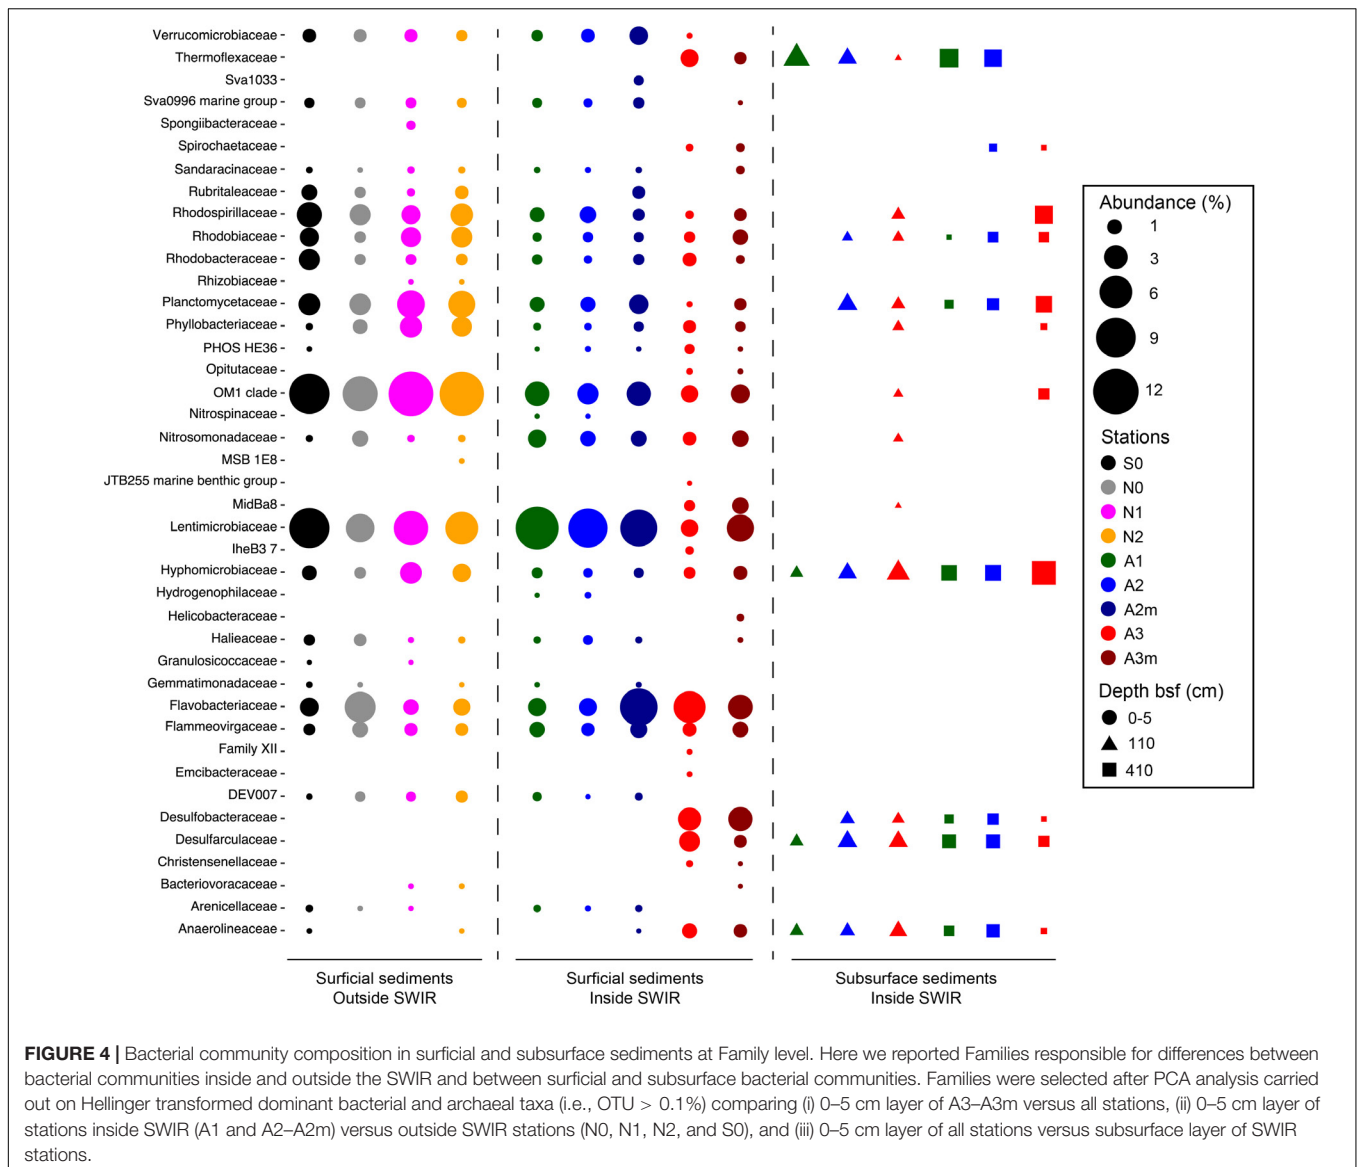 Verrucomicrobiaceae
Thermoflexaceae
Sva1033
Sva0996 marine group
Spongiibacteraceae
Spirochaetaceae
Sandaracinaceae
Rubritaleaceae
Rhodospirillaceae
Rhodobiaceae
Rhodobacteraceae
Rhizobiaceae
Planctomycetaceae
Phyllobacteriaceae
PHOS HE36
Opitutaceae
OM1 clade
Nitrospinaceae
Nitrosomonadaceae
MSB 1E8
JTB255 marine benthic group
MidBa8
Lentimicrobiaceae
IheB3 7
Hyphomicrobiaceae
Hydrogenophilaceae
Helicobacteraceae
Halieaceae
Granulosicoccaceae
Gemmatimonadaceae
Flavobacteriaceae
Flammeovirgaceae
Family XII
Emcibacteraceae
DEV007
Desulfobacteraceae
Desulfarculaceae
Christensenellaceae
Bacteriovoracaceae
Arenicellaceae
Anaerolineaceae
Surficial sediments
Outside SWIR
Surficial sediments
Inside SWIR
Subsurface sediments
Inside SWIR
Abundance (%)
1
3
6
9
12
Stations
S0
N0
N1
N2
A1
A2
A2m
A3
A3m
Depth bsf (cm)
0-5
110
410
FIGURE 4 | Bacterial community composition in surficial and subsurface sediments at Family level. Here we reported Families responsible for differences between
bacterial communities inside and outside the SWIR and between surficial and subsurface bacterial communities. Families were selected after PCA analysis carried
out on Hellinger transformed dominant bacterial and archaeal taxa (i.e., OTU > 0.1%) comparing (i) 0–5 cm layer of A3–A3m versus all stations, (ii) 0–5 cm layer of
stations inside SWIR (A1 and A2–A2m) versus outside SWIR stations (N0, N1, N2, and S0), and (iii) 0–5 cm layer of all stations versus subsurface layer of SWIR
stations.